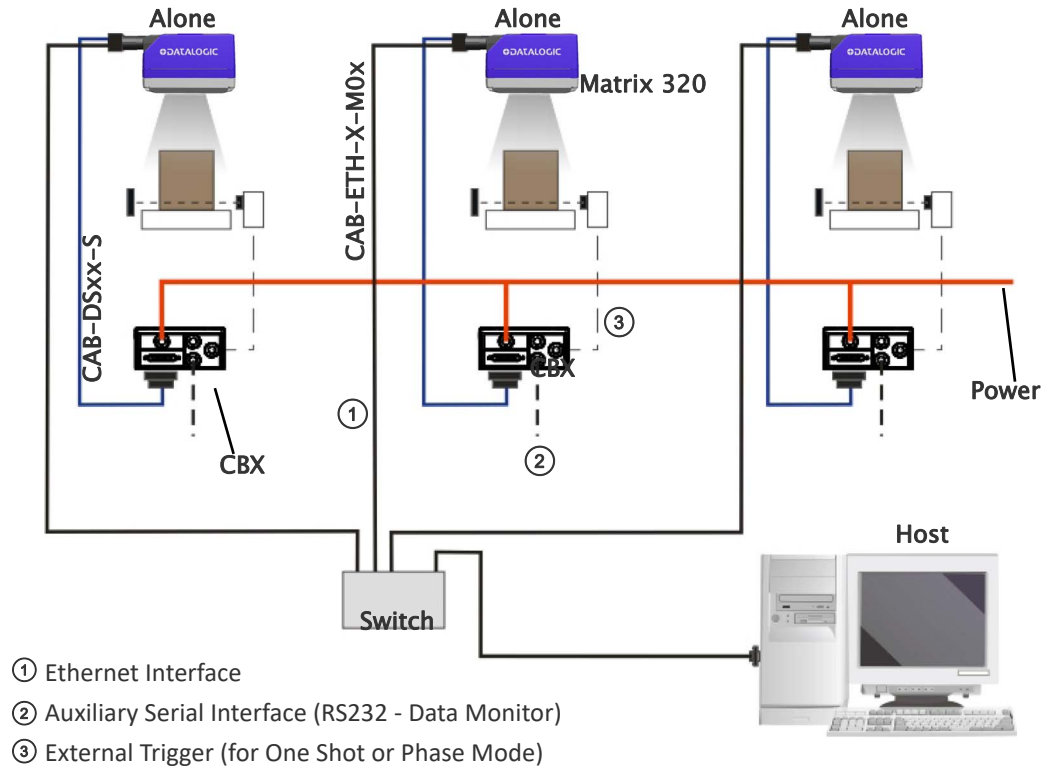 Alone
Alone
Alone
DATALOGIC
DATALOGIC
DATALOGIC
Matrix 320
CAB-ETH-X-M0x
CAB-DSxx-S
③
CBX
Power
①
②
CBX
Host
Switch
① Ethernet Interface
② Auxiliary Serial Interface (RS232 - Data Monitor)
③ External Trigger (for One Shot or Phase Mode)